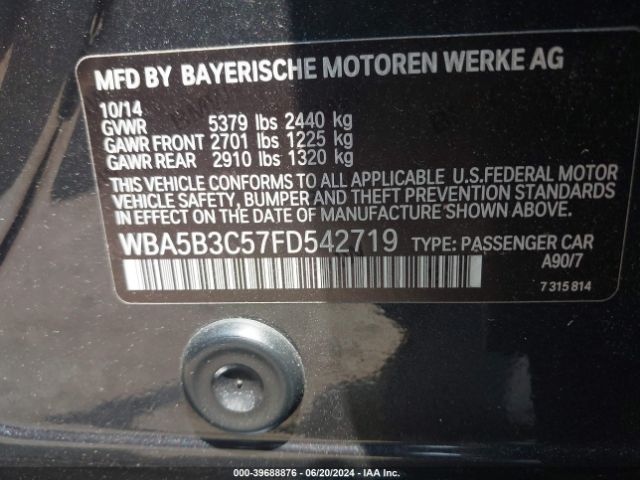 MFD BY BAYERISCHE MOTOREN WERKE AG
10/14
GVWR 5379 lbs 2440 kg
GAWR FRONT 2701 lbs 1225 kg
GAWR REAR 2910 lbs 1320 kg
THIS VEHICLE CONFORMS TO ALL APPLICABLE U.S.FEDERAL MOTOR
VEHICLE SAFETY, BUMPER AND THEFT PREVENTION STANDARDS
IN EFFECT ON THE DATE OF MANUFACTURE SHOWN ABOVE.
WBA5B3C57FD542719 TYPE: PASSENGER CAR
A90/7
7 315 814
000-39688876 / 06/20/2024 - IAA Inc.